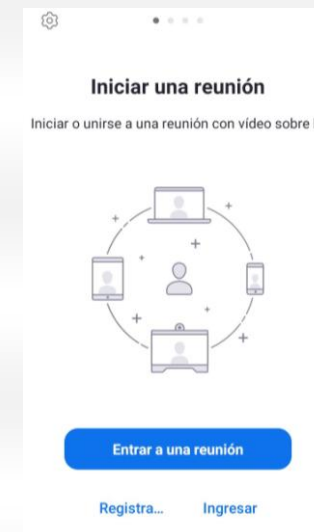 Iniciar una reunión
Iniciar o unirse a una reunión con vídeo sobre
Entrar a una reunión
Registra... Ingresar